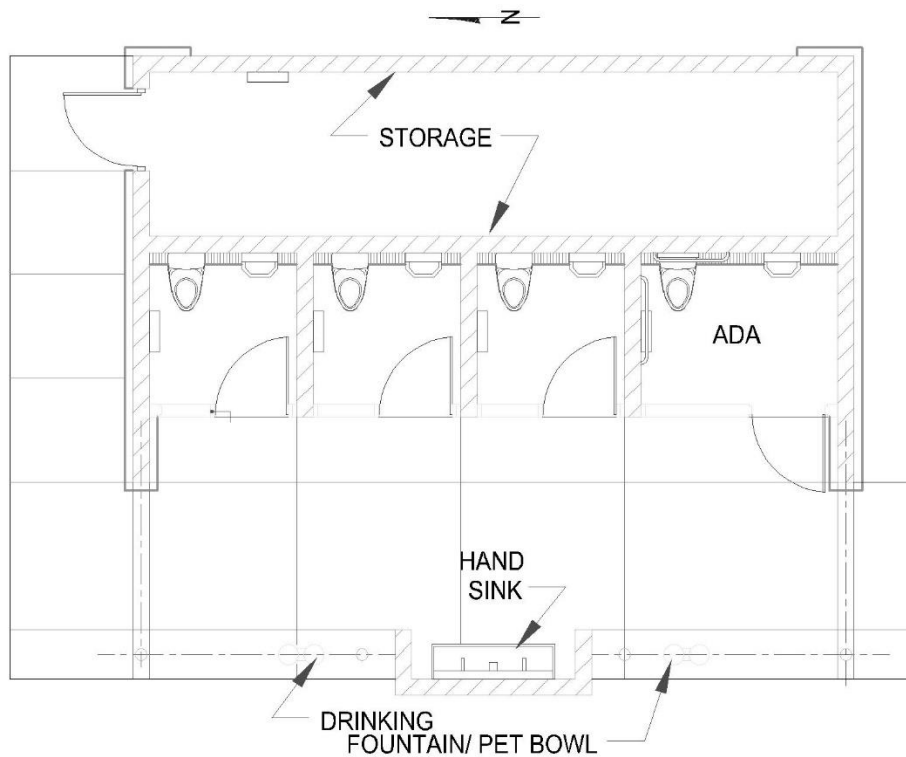 N
STORAGE
ADA
HAND
SINK
DRINKING
FOUNTAIN/ PET BOWL